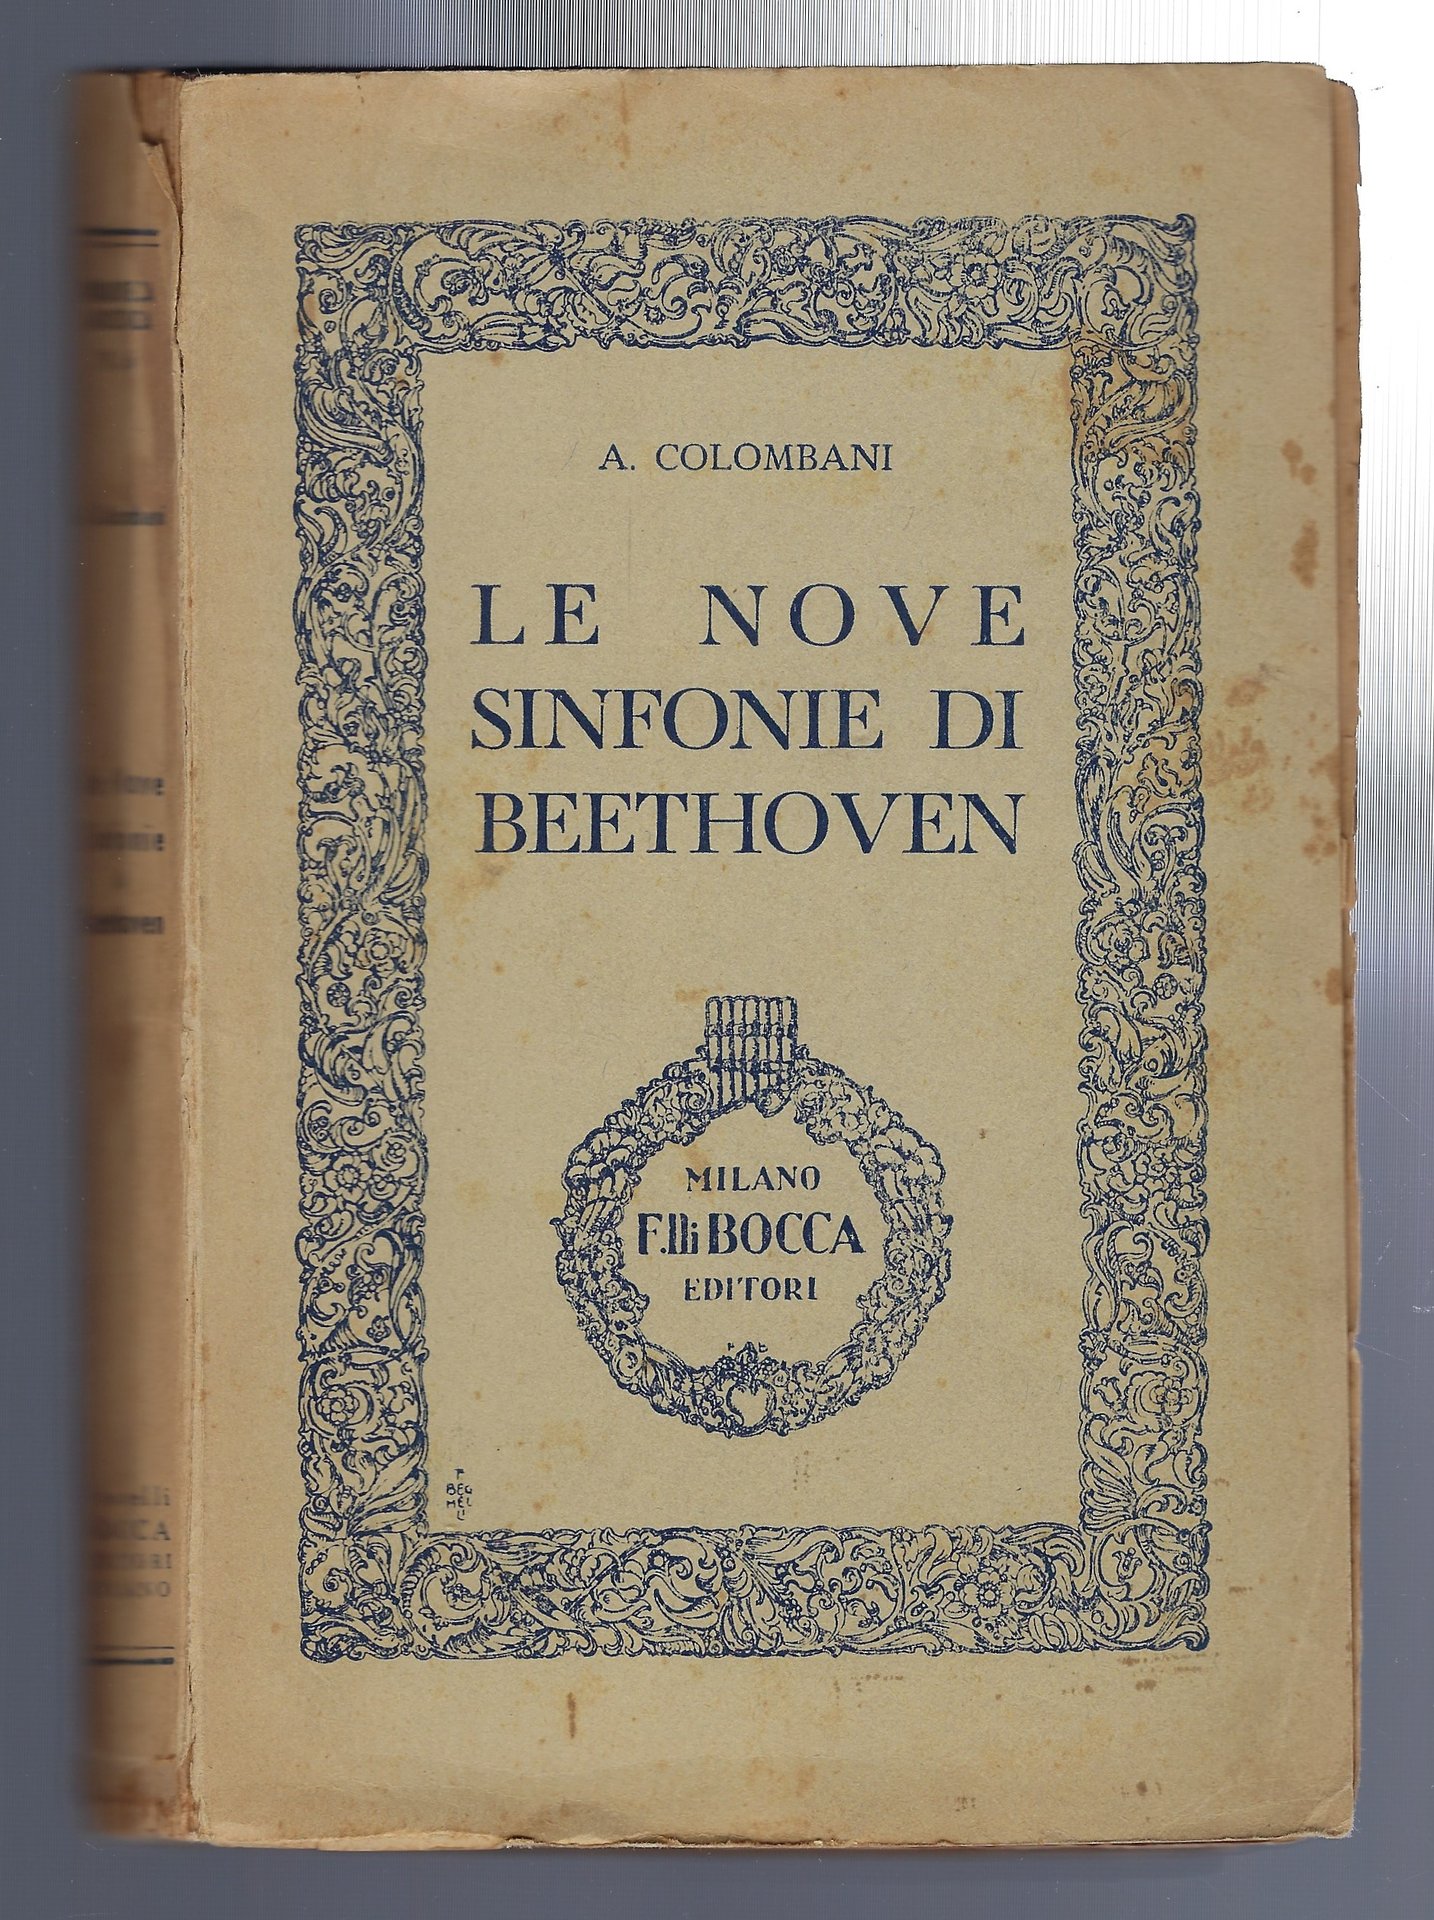 A. COLOMBANI
LE NOVE
SINFONIE DI
BEETHOVEN
MILANO
F.lli BOCCA
EDITORI